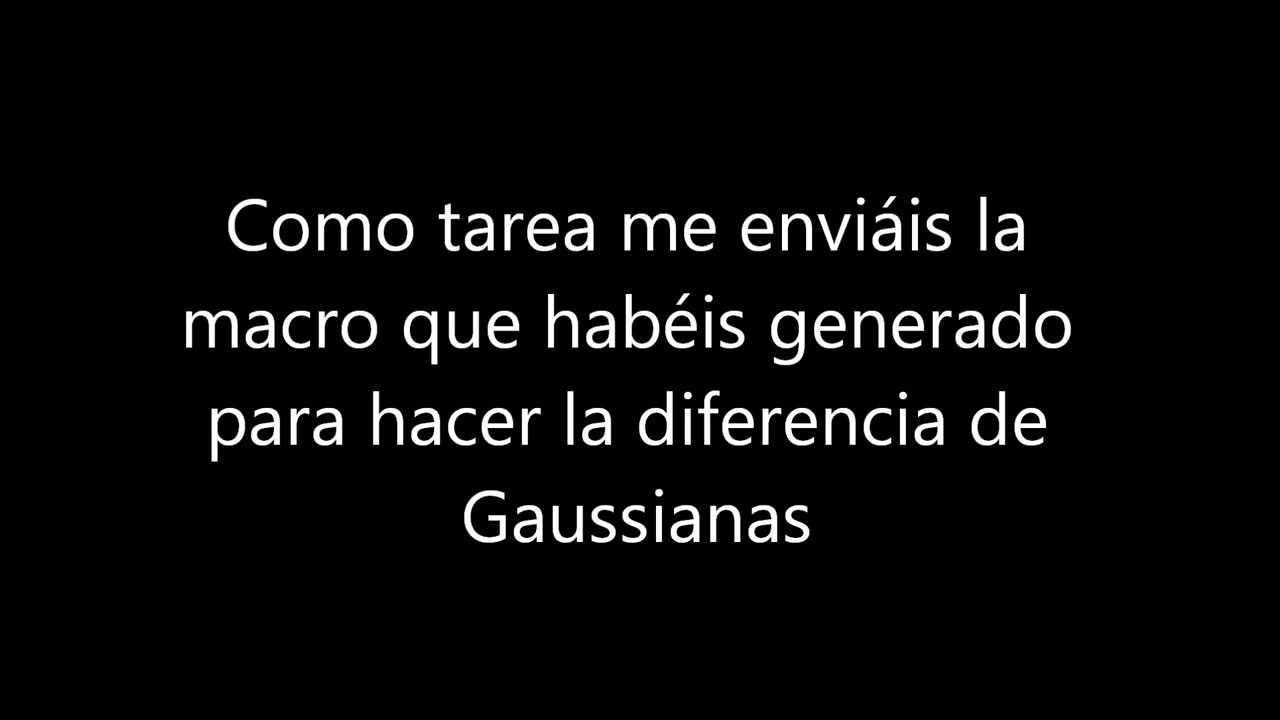 Como tarea me enviáis la
macro que habéis generado
para hacer la diferencia de
Gaussianas